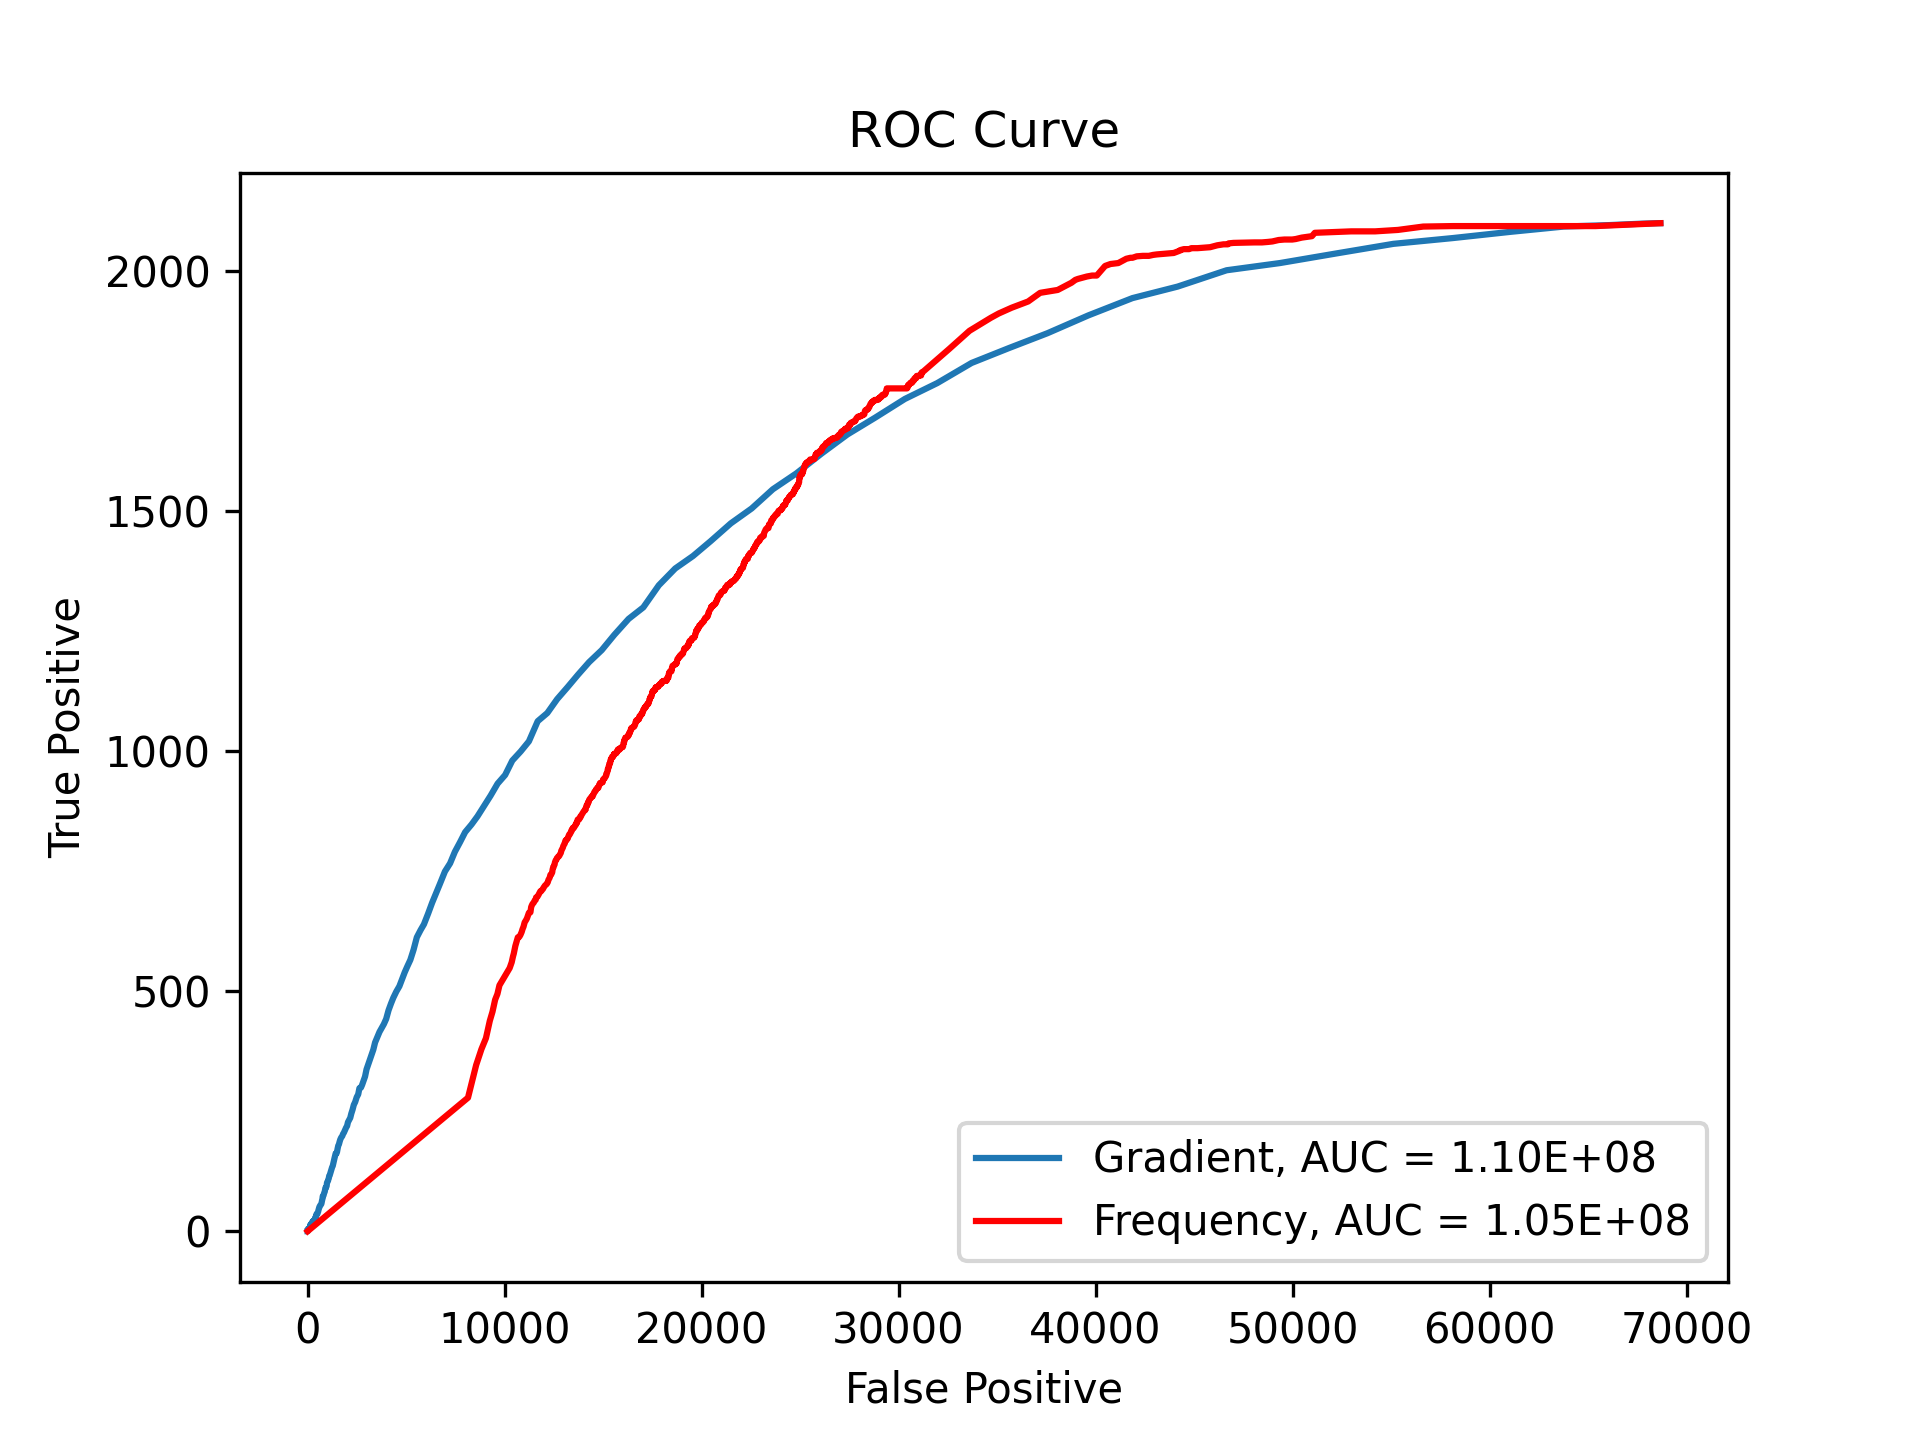 ROC Curve
True Positive
2000
1500
1000
500
0
Gradient, AUC = 1.10E+08
Frequency, AUC = 1.05E+08
0 10000 20000 30000 40000 50000 60000 70000
False Positive